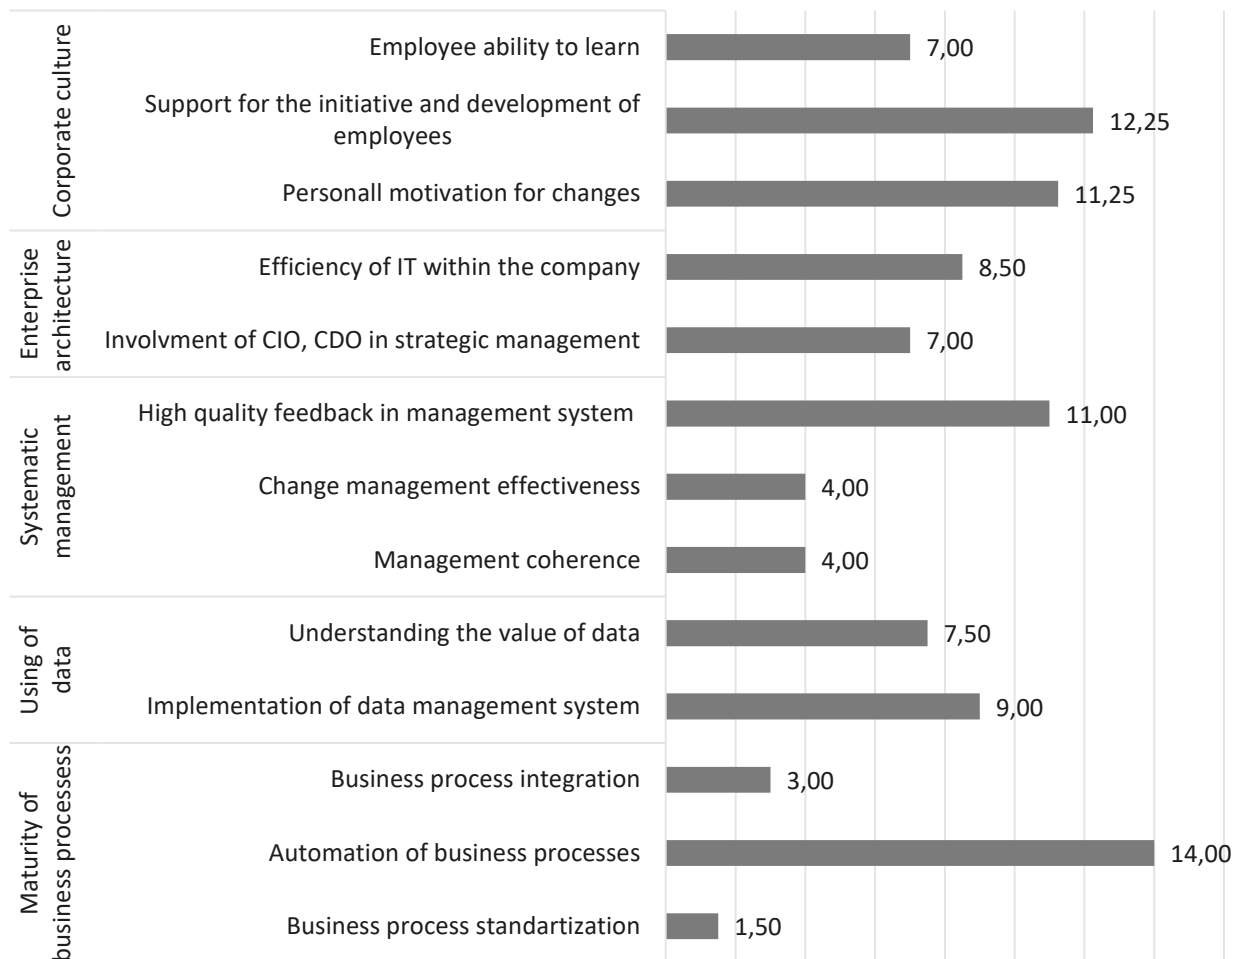 Corporate culture
Employee ability to learn
7,00
Support for the initiative and development of
employees
12,25
Personall motivation for changes
11,25
Enterprise
architecture
Efficiency of IT within the company
8,50
Involvment of CIO, CDO in strategic management
7,00
Systematic
management
High quality feedback in management system
11,00
Change management effectiveness
4,00
Management coherence
4,00
Using of
data
Understanding the value of data
7,50
Implementation of data management system
9,00
Maturity of
business processess
Business process integration
3,00
Automation of business processes
14,00
Business process standartization
1,50